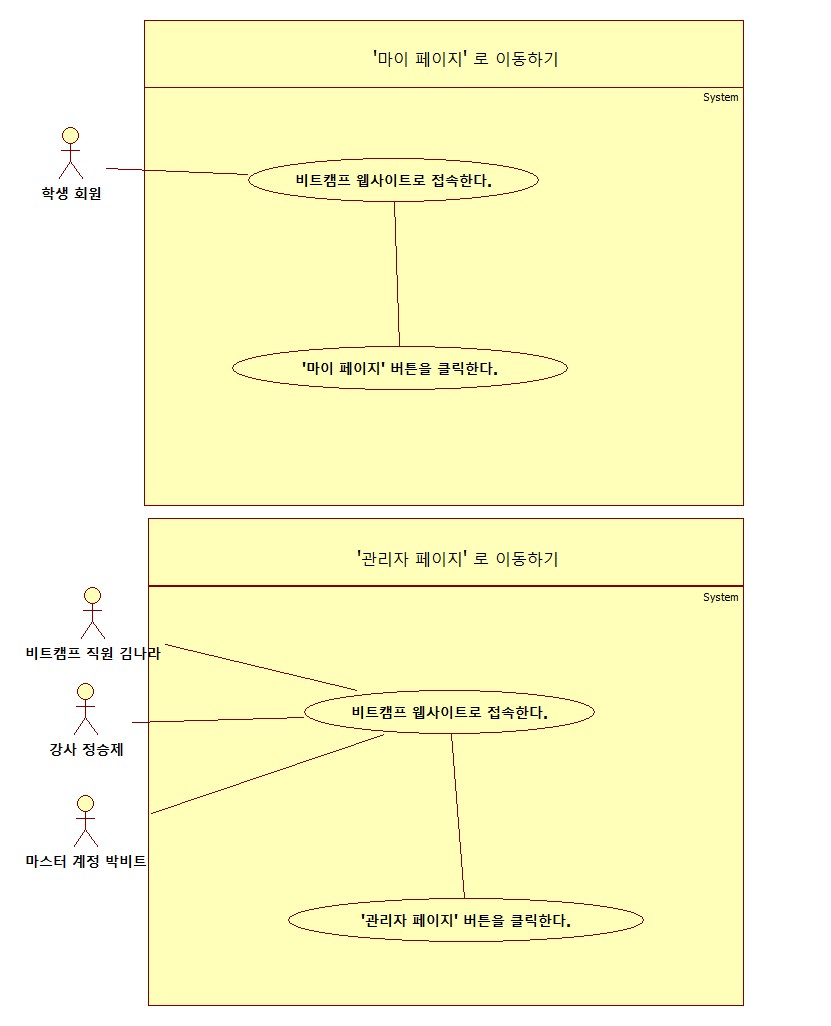 '마이 페이지' 로 이동하기
System
학생 회원
비트캠프 웹사이트로 접속한다.
'마이 페이지' 버튼을 클릭한다.
'관리자 페이지' 로 이동하기
System
비트캠프 직원 김나라
비트캠프 웹사이트로 접속한다.
강사 정승제
마스터 계정 박비트
'관리자 페이지' 버튼을 클릭한다.